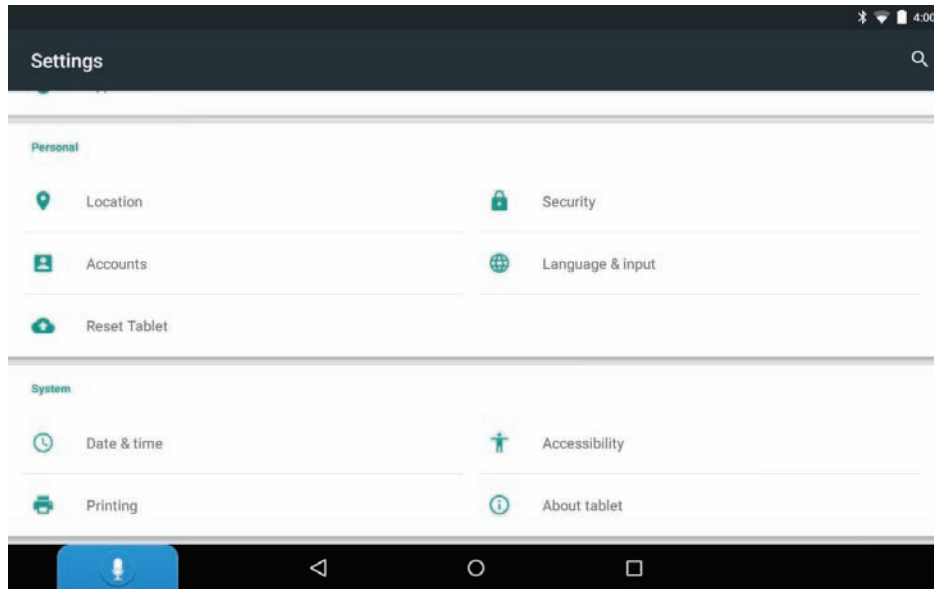 4:00
Settings
Personal
Location
Security
Accounts
Language & input
Reset Tablet
System
Date & time
Accessibility
Printing
About tablet